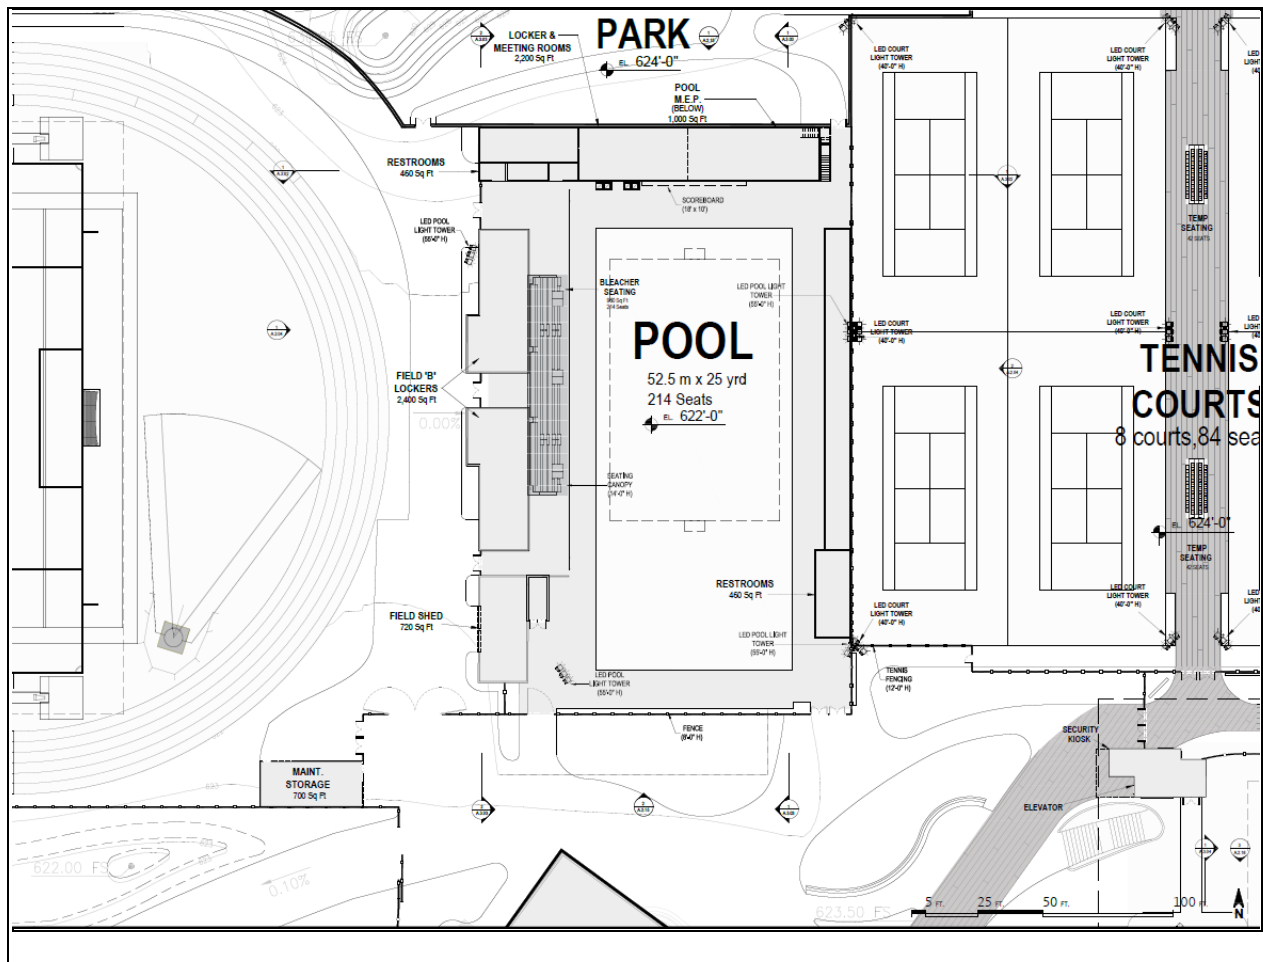 PARK
EL. 624'-0"
LOCKER &
MEETING ROOMS
2,200 Sq Ft
POOL
M.E.P.
(BELOW)
1,000 Sq Ft
LED COURT
LIGHT TOWER
(40'-0" H)
LED COURT
LIGHT TOWER
(40'-0" H)
RESTROOMS
460 Sq Ft
SCOREBOARD
(18' x 10')
LED POOL
LIGHT TOWER
(55'-0" H)
TEMP
SEATING
42 SEATS
BLEACHER
SEATING
214 Seats
LED POOL LIGHT
TOWER
(55'-0" H)
POOL
52.5 m x 25 yrd
214 Seats
EL. 622'-0"
LED COURT
LIGHT TOWER
(40'-0" H)
LED COURT
LIGHT TOWER
(40'-0" H)
TENNIS
COURTS
8 courts,84 sea
FIELD 'B'
LOCKERS
2,400 Sq Ft
0.00%
SEATING
CANOPY
(14'-0" H)
EL. 624'-0"
TEMP
SEATING
42 SEATS
RESTROOMS
460 Sq Ft
LED COURT
LIGHT TOWER
(40'-0" H)
LED COURT
LIGHT TOWER
(40'-0" H)
FIELD SHED
720 Sq Ft
LED POOL LIGHT
TOWER
(55'-0" H)
LED POOL
LIGHT TOWER
(55'-0" H)
TENNIS
FENCING
(12'-0" H)
FENCE
(8'-0" H)
SECURITY
KIOSK
MAINT.
STORAGE
700 Sq Ft
ELEVATOR
622.00 FS
0.10%
623.50 FS
5 FT. 25 FT. 50 FT. 100 FT.
N